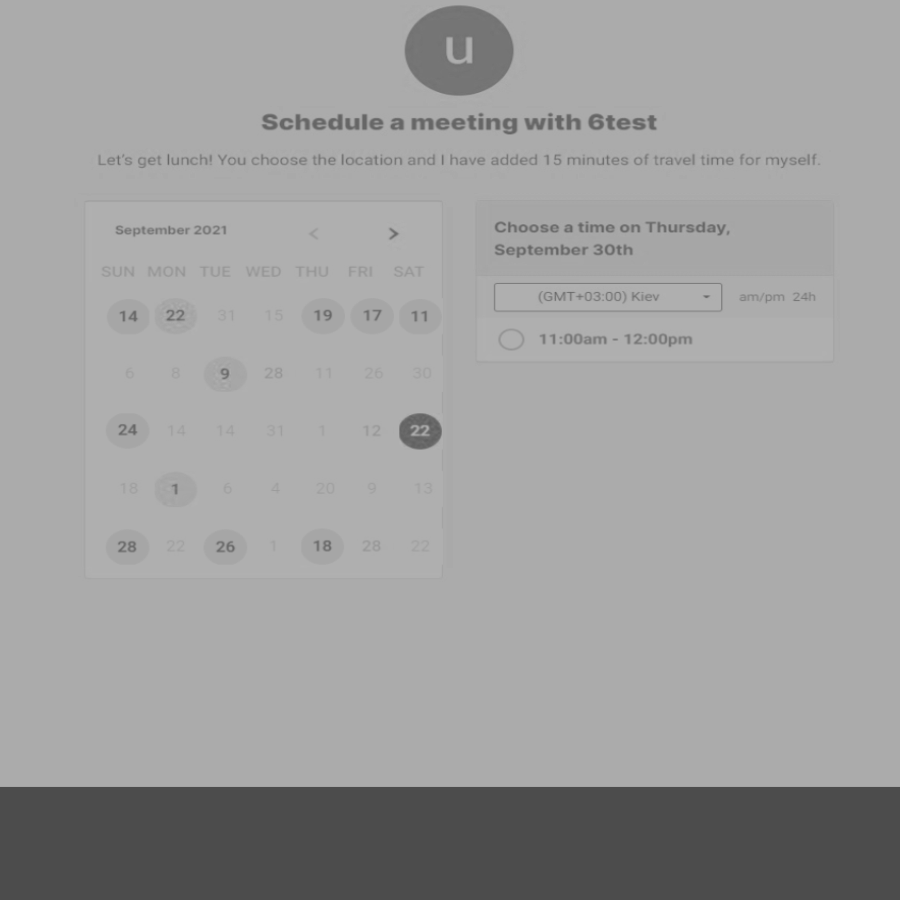 u
Schedule a meeting with 6test
Let's get lunch! You choose the location and I have added 15 minutes of travel time for myself.
September 2021 < >
SUN MON TUE WED THU FRI SAT
14 22 31 15 19 17 11
6 8 9 28 11 26 30
24 14 14 31 1 12 22
18 1 6 4 20 9 13
28 22 26 1 18 28 22
Choose a time on Thursday,
September 30th
(GMT+03:00) Kiev am/pm 24h
11:00am - 12:00pm